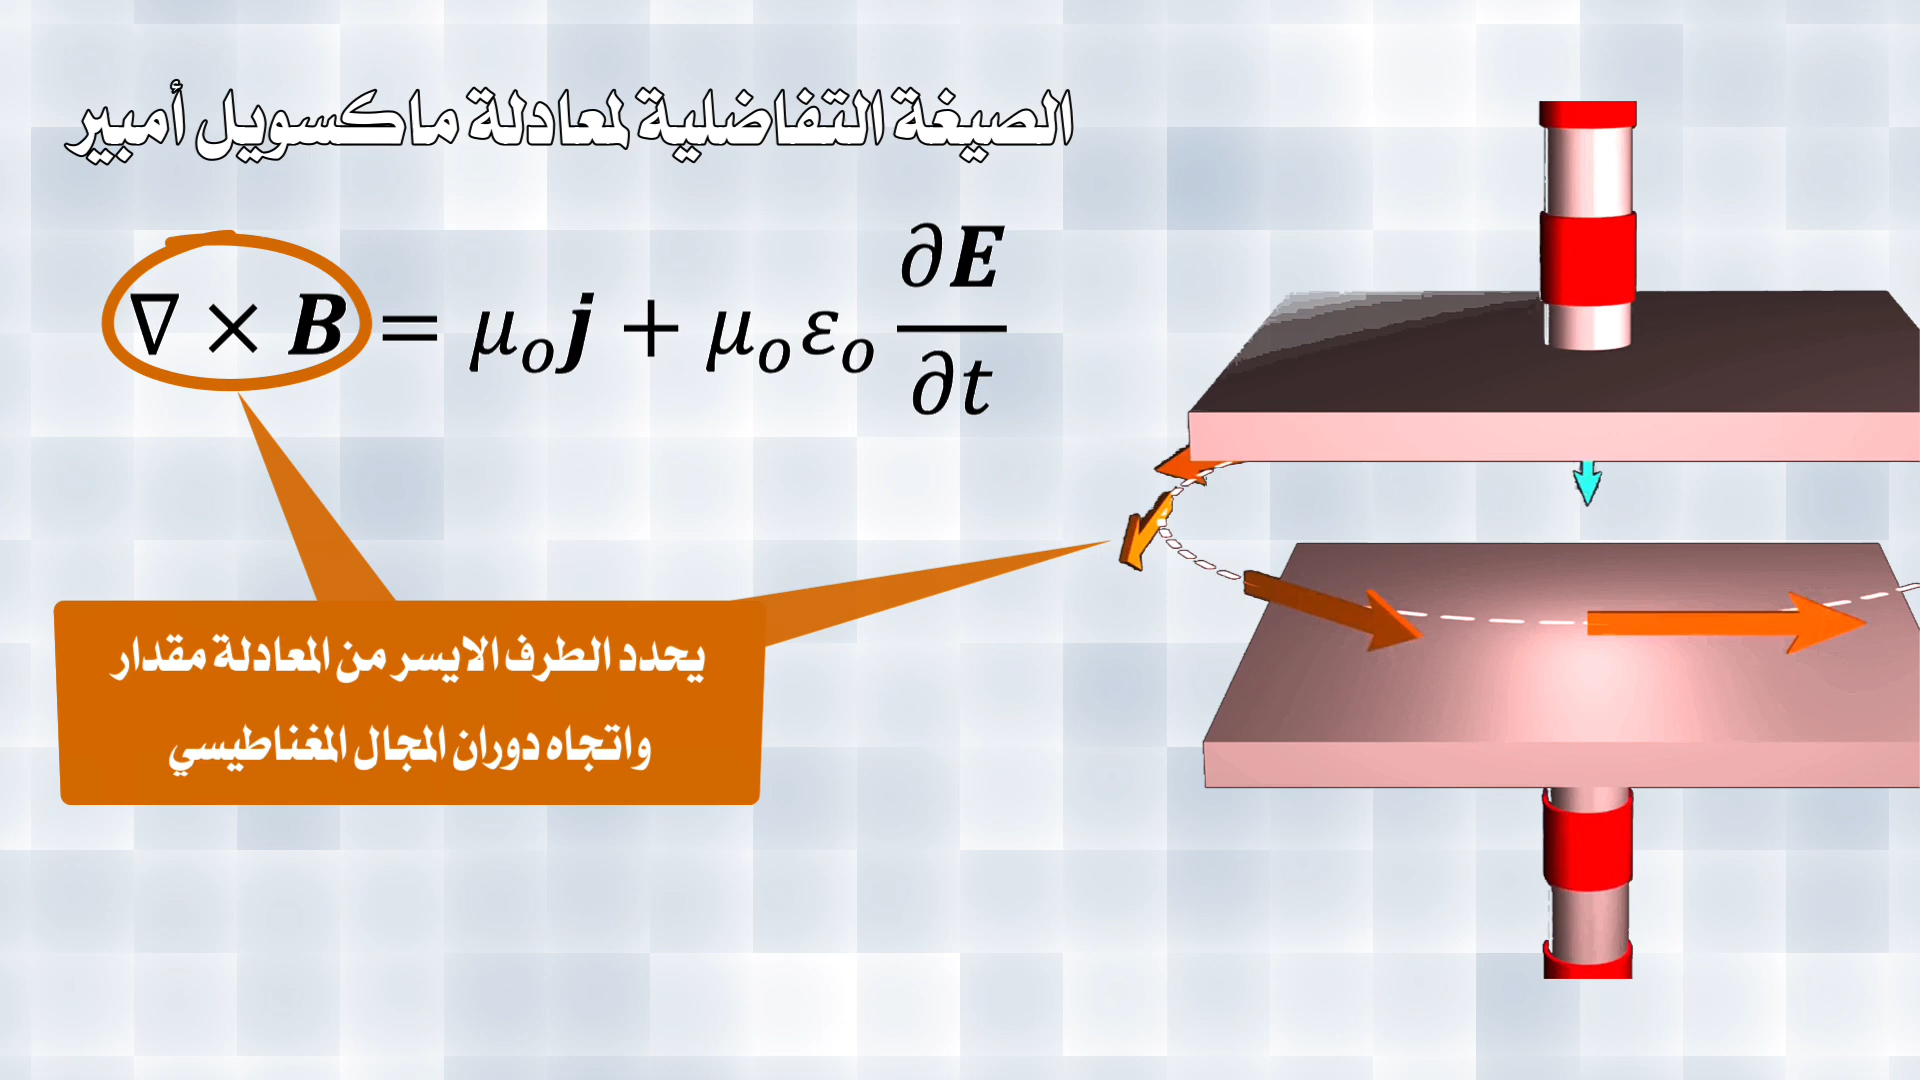 الصيغة التفاضلية لمعادلة ماكسويل أمبير
∇ × B = μ₀j + μ₀ε₀ ∂E/∂t
يحدد الطرف الايسر من المعادلة مقدار
واتجاه دوران المجال المغناطيسي